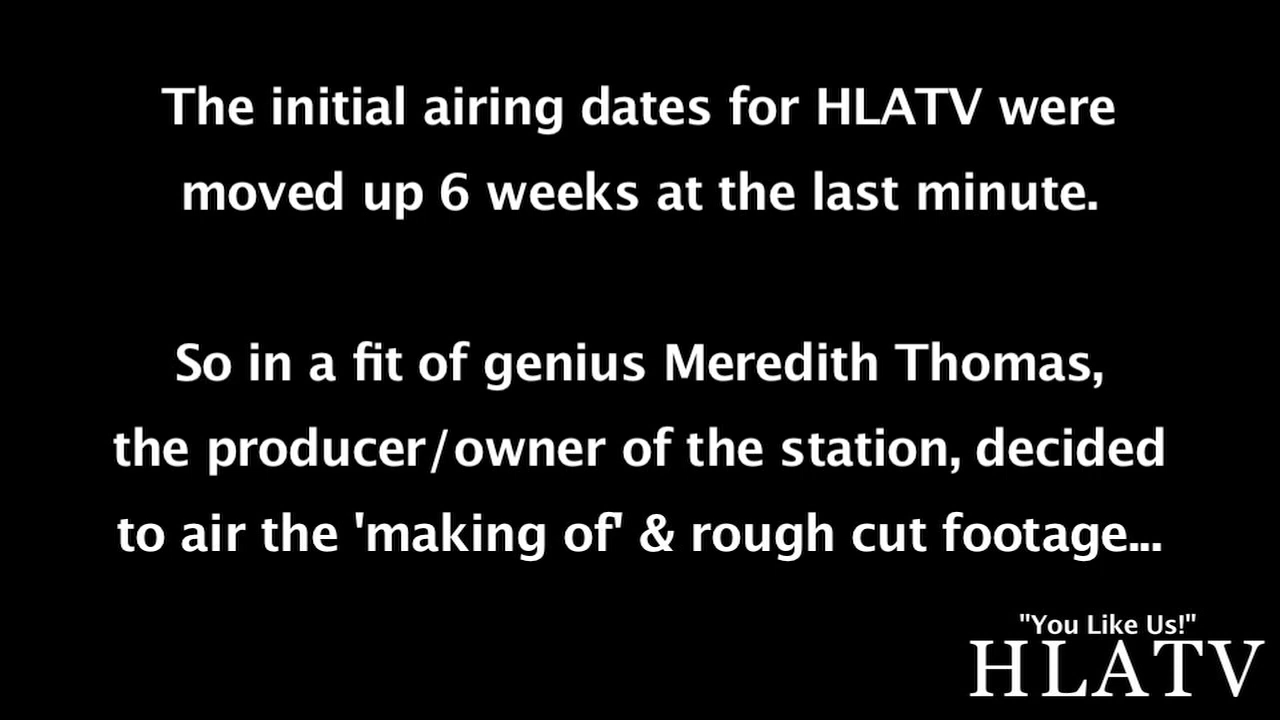 The initial airing dates for HLATV were
moved up 6 weeks at the last minute.
So in a fit of genius Meredith Thomas,
the producer/owner of the station, decided
to air the 'making of' & rough cut footage...
"You Like Us!"
HLATV